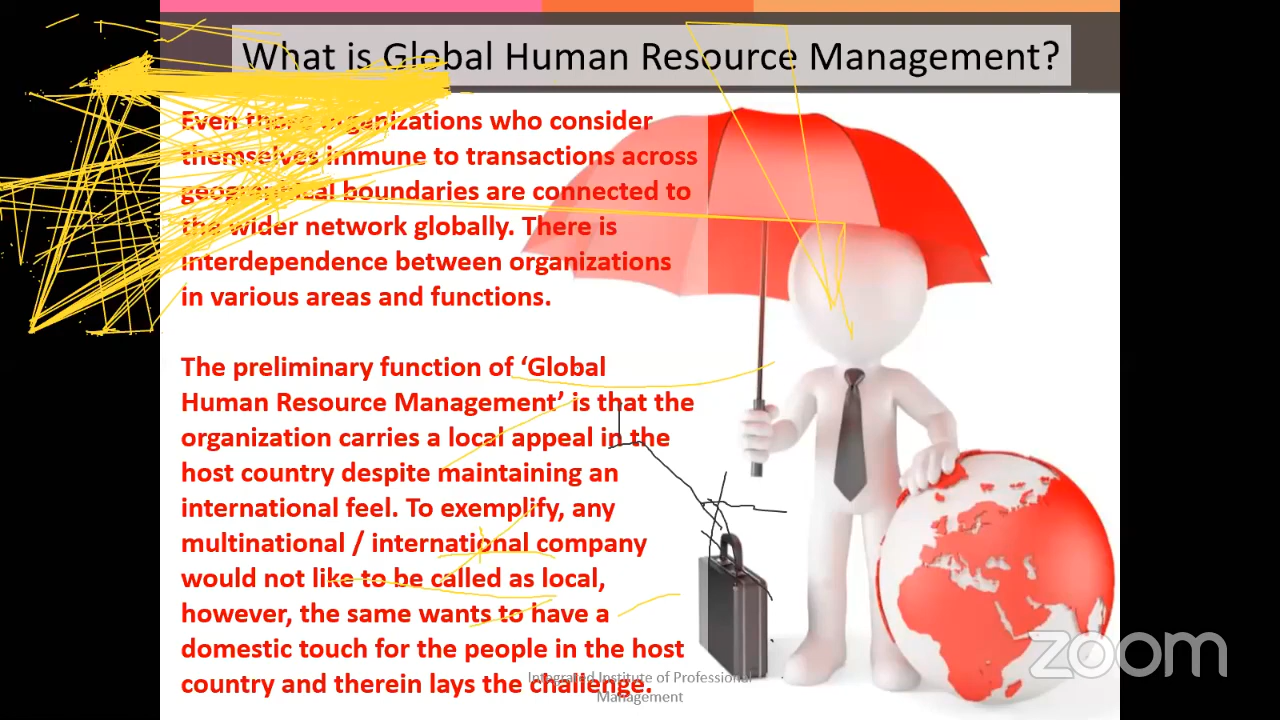 What is Global Human Resource Management?
Even those organizations who consider
themselves immune to transactions across
geographical boundaries are connected to
the wider network globally. There is
interdependence between organizations
in various areas and functions.
The preliminary function of ‘Global
Human Resource Management’ is that the
organization carries a local appeal in the
host country despite maintaining an
international feel. To exemplify, any
multinational / international company
would not like to be called as local,
however, the same wants to have a
domestic touch for the people in the host
country and therein lays the challenge.
Integrated Institute of Professional
Management
zoom